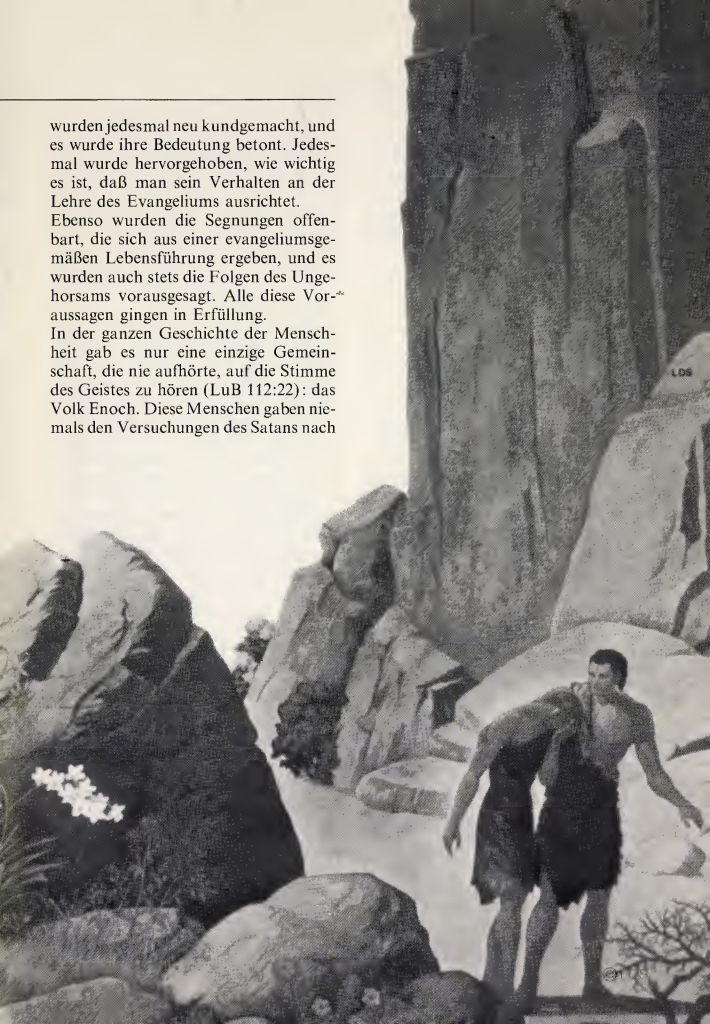 wurden jedesmal neu kundgemacht, und
es wurde ihre Bedeutung betont. Jedes-
mal wurde hervorgehoben, wie wichtig
es ist, daß man sein Verhalten an der
Lehre des Evangeliums ausrichtet.
Ebenso wurden die Segnungen offen-
bart, die sich aus einer evangeliumsge-
mäßen Lebensführung ergeben, und es
wurden auch stets die Folgen des Unge-
horsams vorausgesagt. Alle diese Vor-
aussagen gingen in Erfüllung.
In der ganzen Geschichte der Mensch-
heit gab es nur eine einzige Gemein-
schaft, die nie aufhörte, auf die Stimme
des Geistes zu hören (LuB 112:22): das
Volk Enoch. Diese Menschen gaben nie-
mals den Versuchungen des Satans nach
LDS